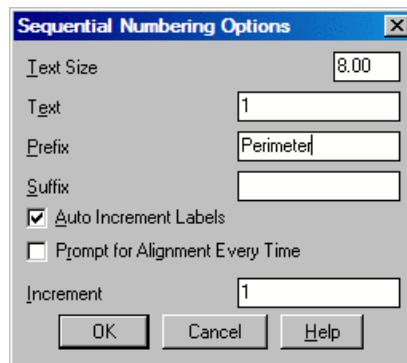 Sequential Numbering Options
Text Size 8.00
Text 1
Prefix Perimeter
Suffix
Auto Increment Labels
Prompt for Alignment Every Time
Increment 1
OK Cancel Help